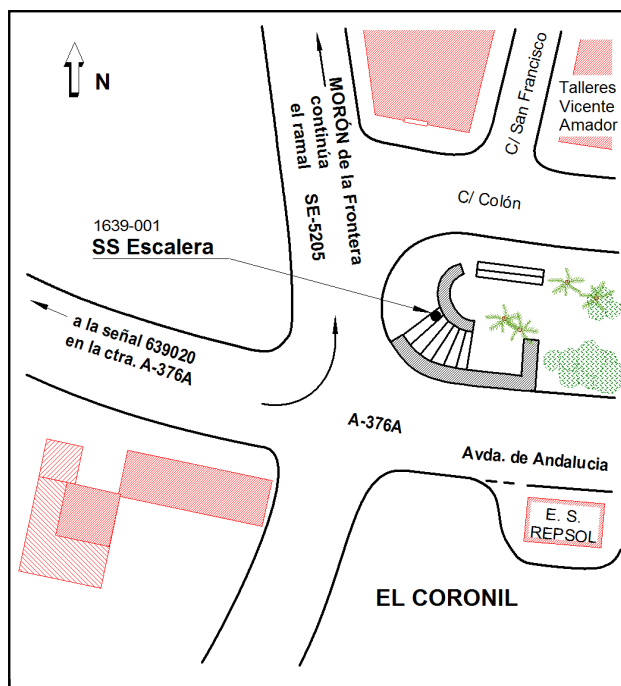 N
MORÓN de la Frontera
continúa
el ramal SE-5205
C/ San Francisco
Talleres
Vicente
Amador
C/ Colón
1639-001
SS Escalera
a la señal 639020
en la ctra. A-376A
A-376A
Avda. de Andalucia
E. S.
REPSOL
EL CORONIL